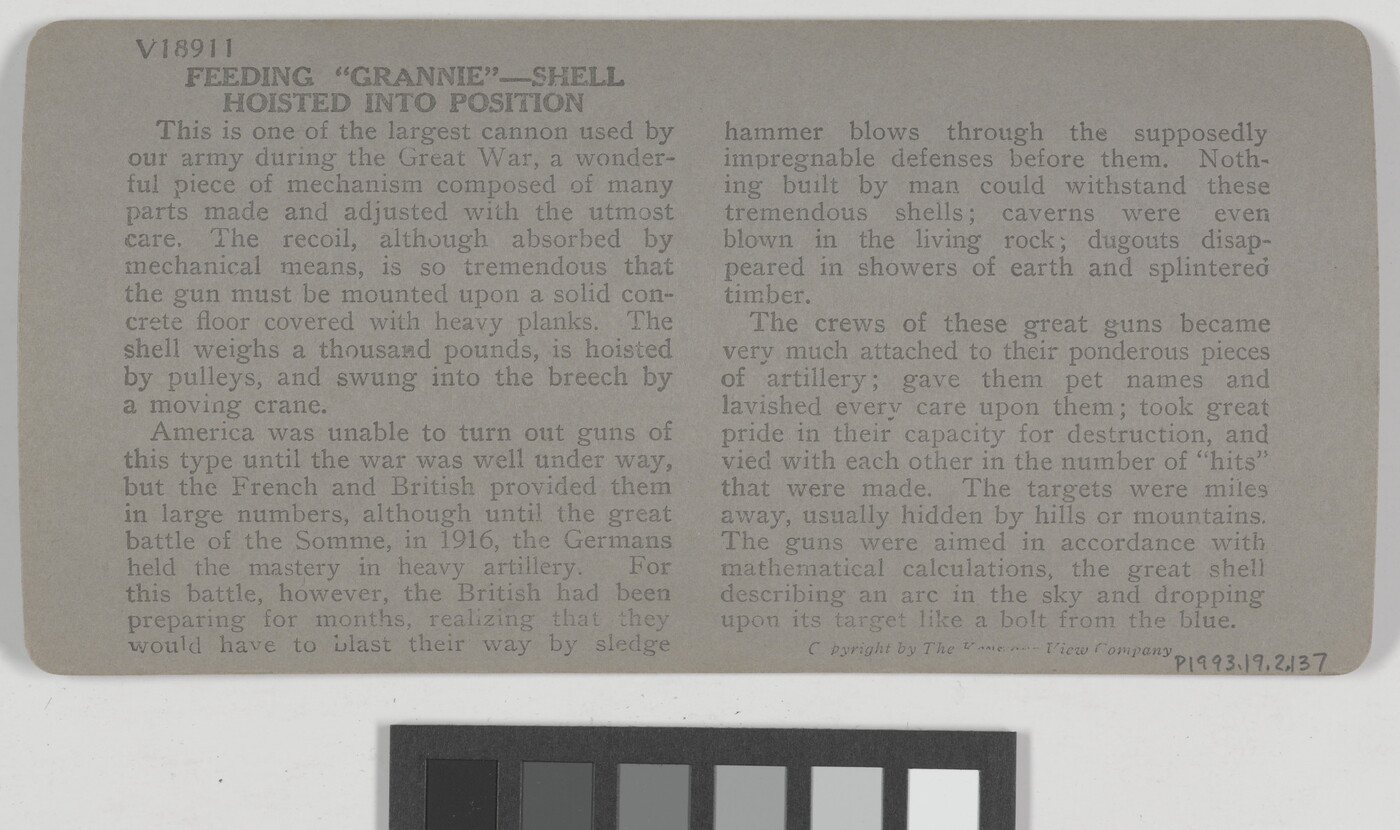 V18911
FEEDING “GRANNIE”—SHELL
HOISTED INTO POSITION
This is one of the largest cannon used by
our army during the Great War, a wonder-
ful piece of mechanism composed of many
parts made and adjusted with the utmost
care. The recoil, although absorbed by
mechanical means, is so tremendous that
the gun must be mounted upon a solid con-
crete floor covered with heavy planks. The
shell weighs a thousand pounds, is hoisted
by pulleys, and swung into the breech by
a moving crane.
America was unable to turn out guns of
this type until the war was well under way,
but the French and British provided them
in large numbers, although until the great
battle of the Somme, in 1916, the Germans
held the mastery in heavy artillery. For
this battle, however, the British had been
preparing for months, realizing that they
would have to blast their way by sledge
hammer blows through the supposedly
impregnable defenses before them. Noth-
ing built by man could withstand these
tremendous shells; caverns were even
blown in the living rock; dugouts disap-
peared in showers of earth and splintered
timber.
The crews of these great guns became
very much attached to their ponderous pieces
of artillery; gave them pet names and
lavished every care upon them; took great
pride in their capacity for destruction, and
vied with each other in the number of “hits”
that were made. The targets were miles
away, usually hidden by hills or mountains.
The guns were aimed in accordance with
mathematical calculations, the great shell
describing an arc in the sky and dropping
upon its target like a bolt from the blue.
Copyright by The View Company
P1993.19.2.137